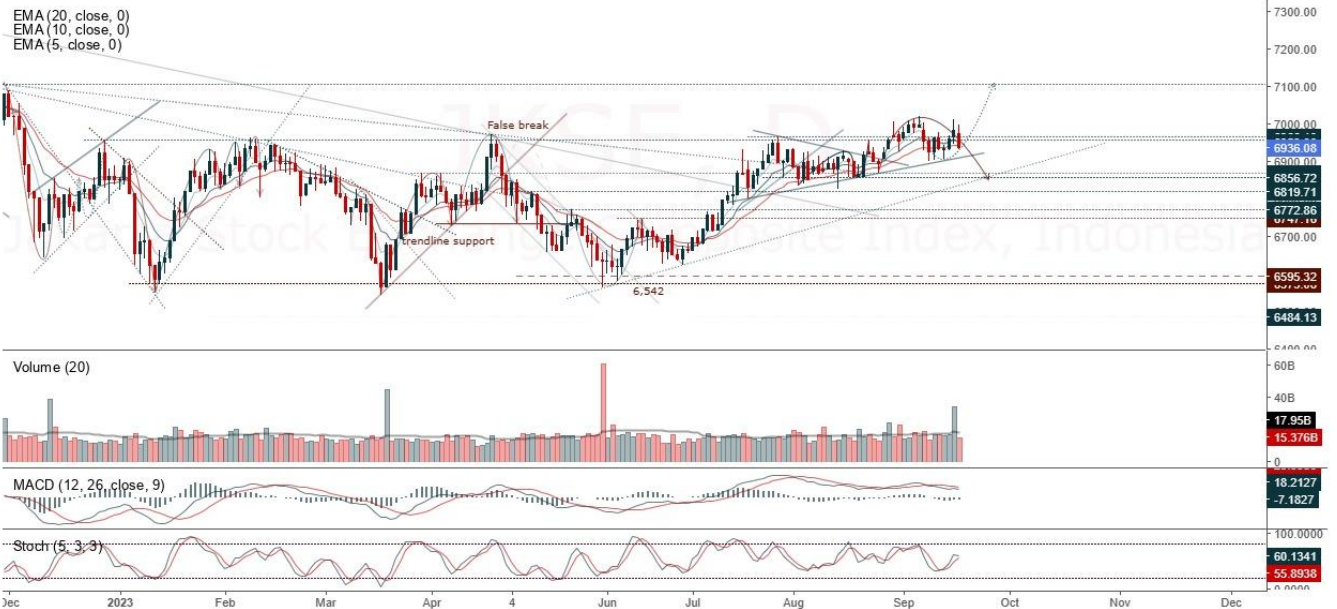 EMA (20, close, 0)
EMA (10, close, 0)
EMA (5, close, 0)
7300.00
7200.00
7100.00
7000.00
6936.08
6900.00
6856.72
6819.71
6772.86
6700.00
6595.32
6484.13
JKSE, D
False break
trendline support
6,542
Volume (20)
60B
40B
17.95B
15.376B
0
MACD (12, 26, close, 9)
18.2127
-7.1827
Stoch (5, 3, 3)
100.0000
60.1341
55.8938
Dec 2023 Feb Mar Apr 4 Jun Jul Aug Sep Oct Nov Dec